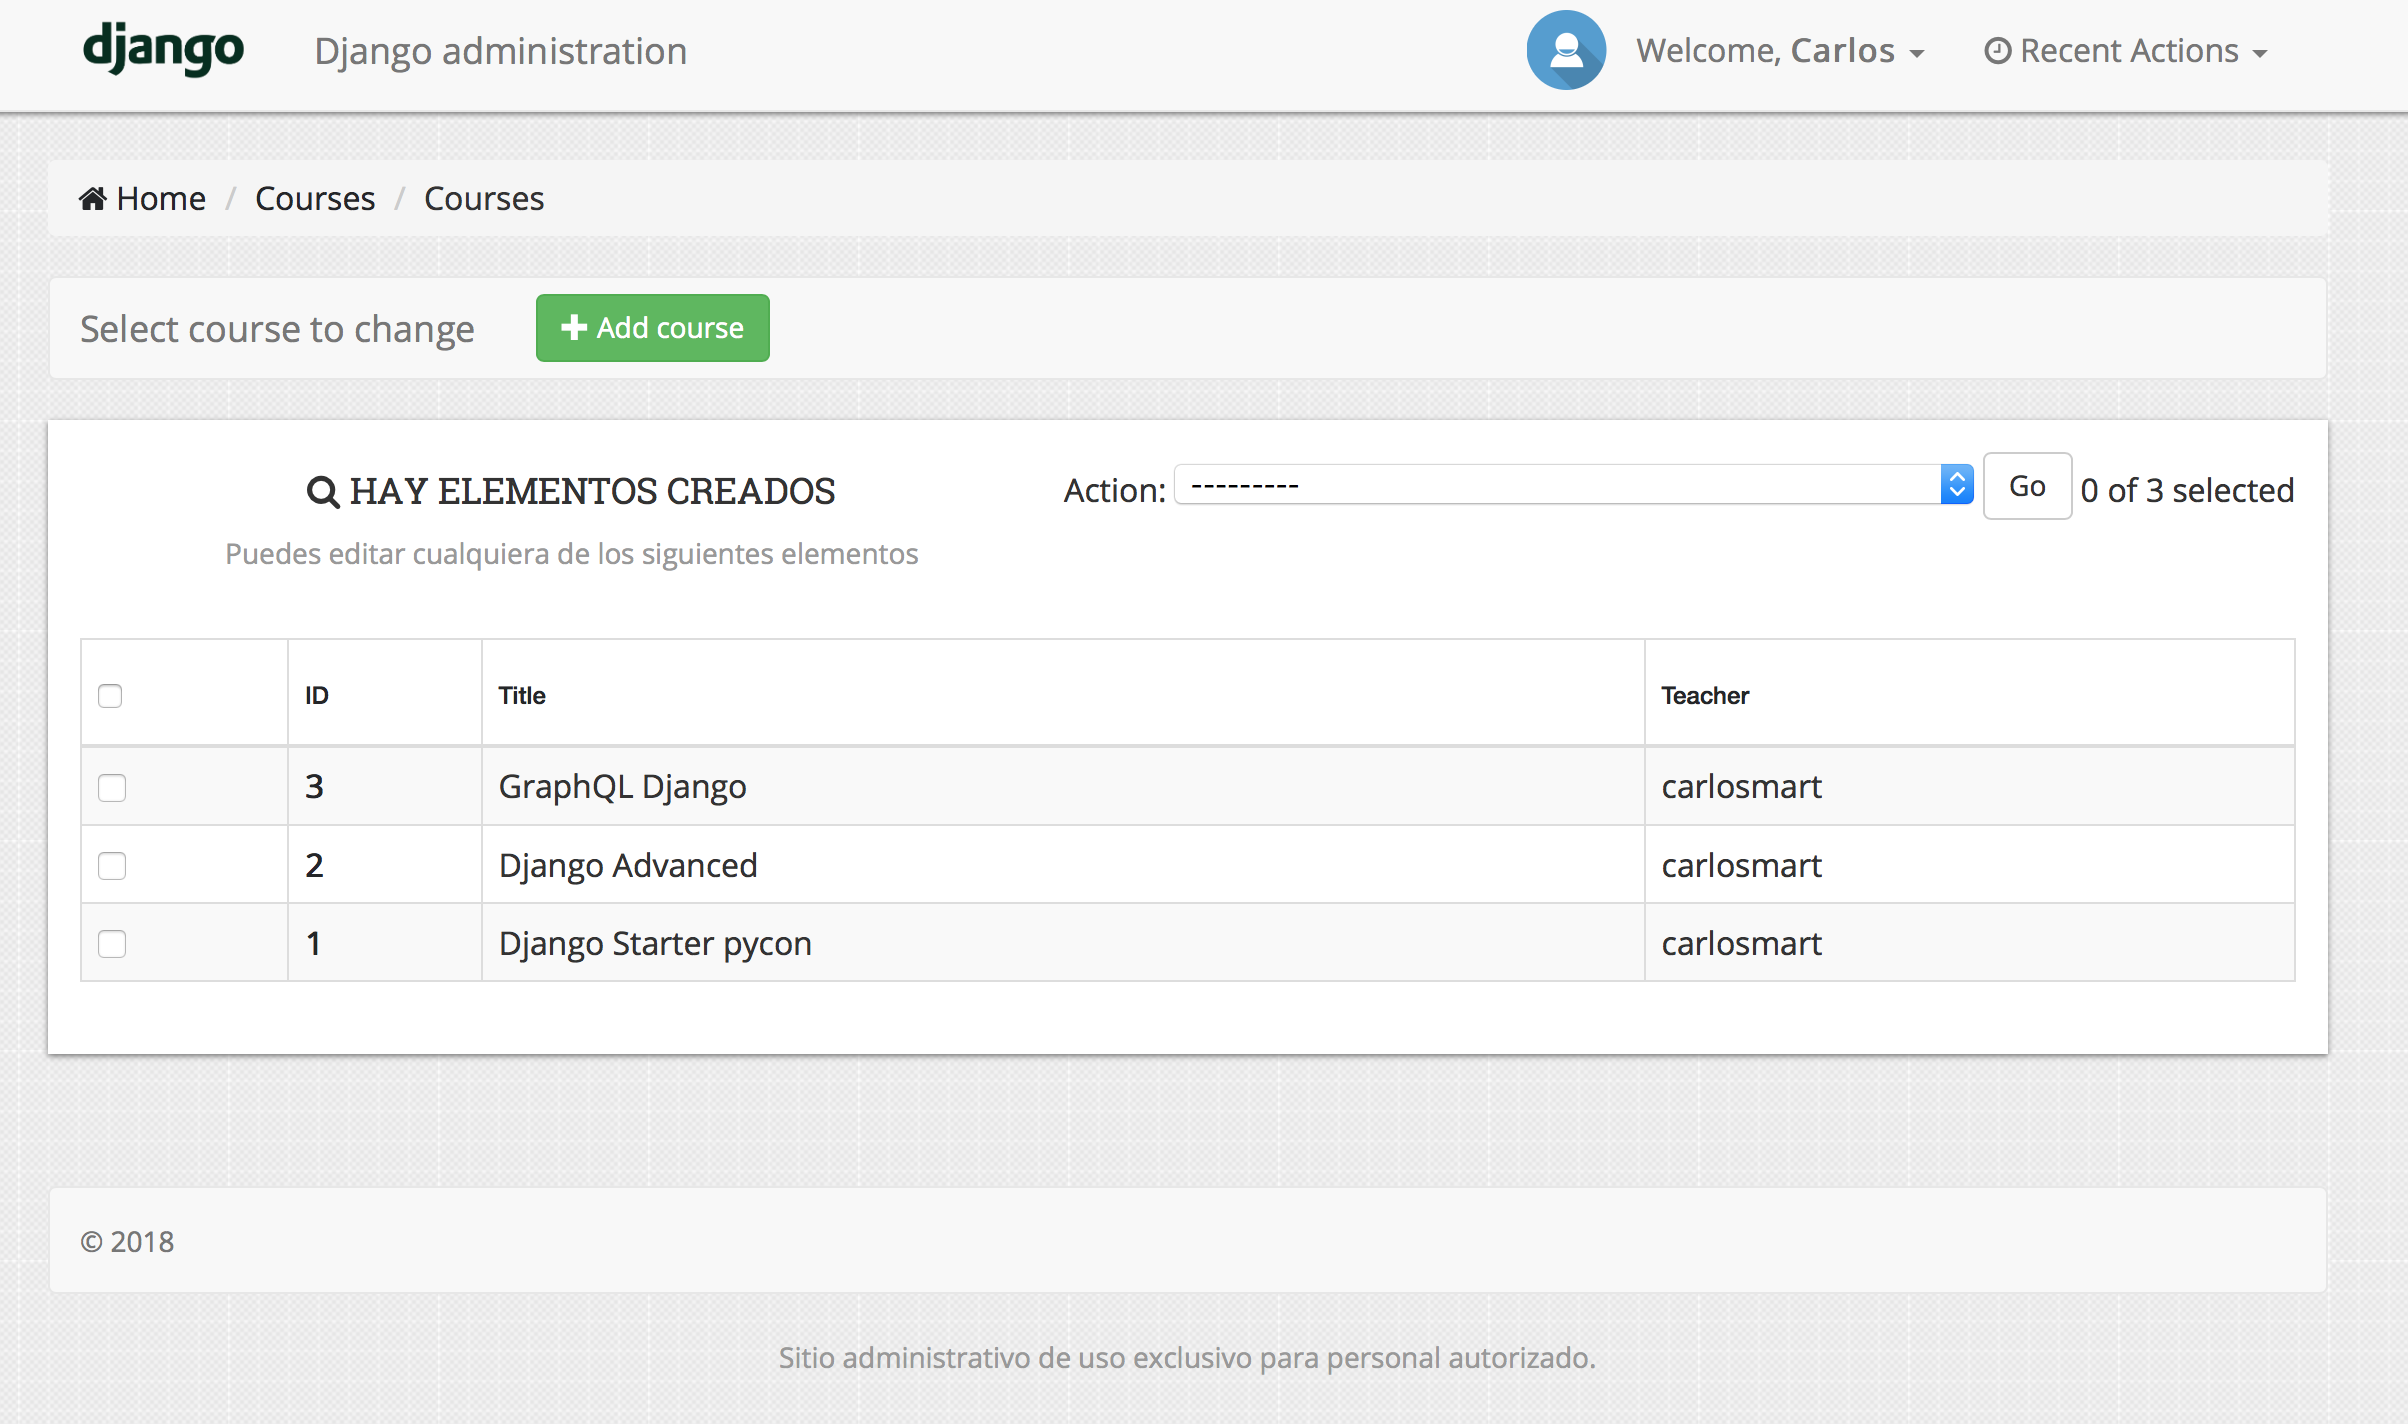 django Django administration Welcome, Carlos Recent Actions
Home / Courses / Courses
Select course to change Add course
HAY ELEMENTOS CREADOS Action: --------- Go 0 of 3 selected
Puedes editar cualquiera de los siguientes elementos
ID Title Teacher
3 GraphQL Django carlosmart
2 Django Advanced carlosmart
1 Django Starter pycon carlosmart
© 2018
Sitio administrativo de uso exclusivo para personal autorizado.